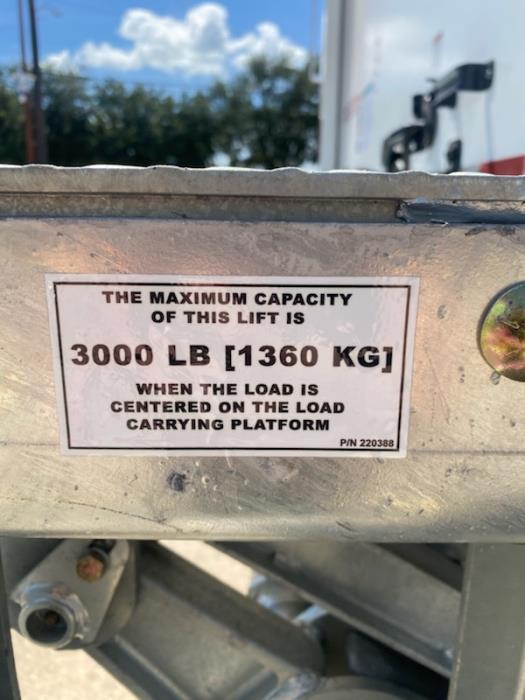 THE MAXIMUM CAPACITY
OF THIS LIFT IS
3000 LB [1360 KG]
WHEN THE LOAD IS
CENTERED ON THE LOAD
CARRYING PLATFORM
P/N 220388